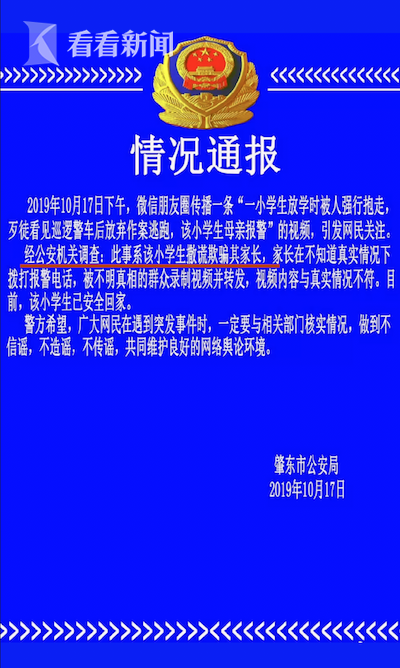 看看新闻
情况通报
2019年10月17日下午，微信朋友圈传播一条“一小学生放学时被人强行抱走，
歹徒看见巡逻警车后放弃作案逃跑，该小学生母亲报警”的视频，引发网民关注。
经公安机关调查：此事系该小学生撒谎欺骗其家长，家长在不知道真实情况下
拨打报警电话，被不明真相的群众录制视频并转发，视频内容与真实情况不符。目
前，该小学生已安全回家。
警方希望，广大网民在遇到突发事件时，一定要与相关部门核实情况，做到不
信谣，不造谣，不传谣，共同维护良好的网络舆论环境。
肇东市公安局
2019年10月17日